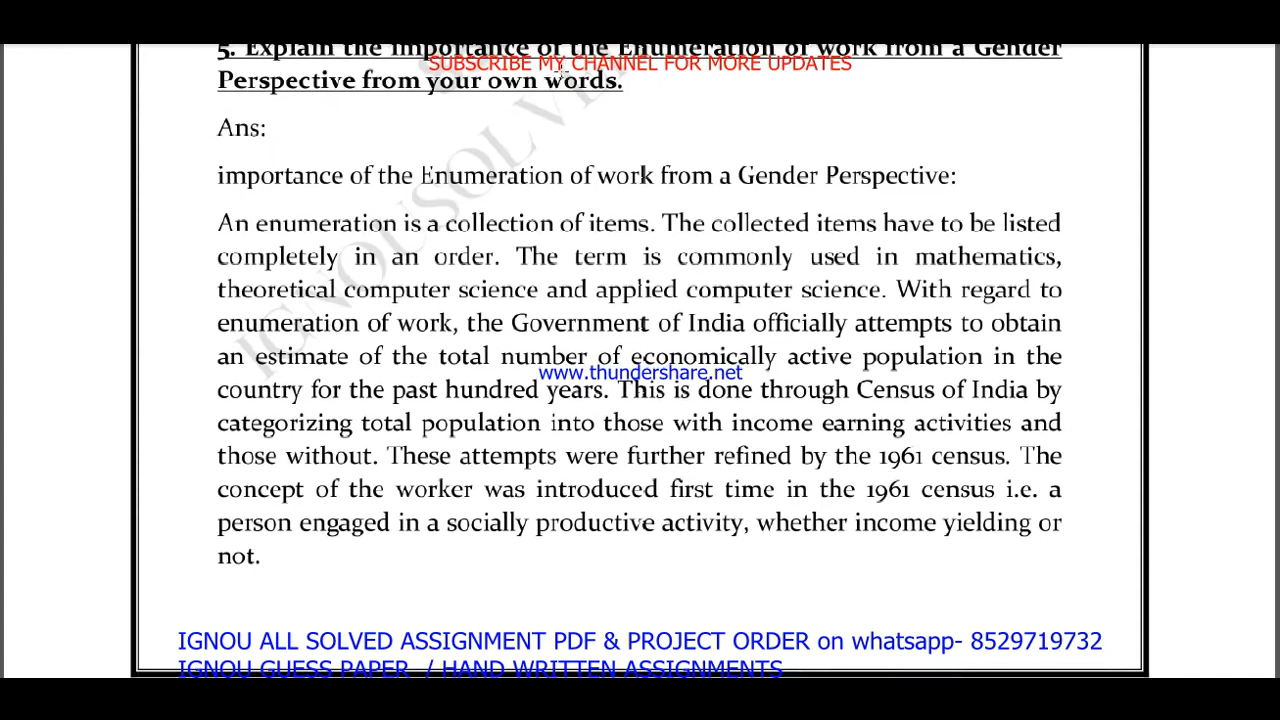 5. Explain the importance of the Enumeration of work from a Gender
SUBSCRIBE MY CHANNEL FOR MORE UPDATES
Perspective from your own words.
Ans:
importance of the Enumeration of work from a Gender Perspective:
An enumeration is a collection of items. The collected items have to be listed
completely in an order. The term is commonly used in mathematics,
theoretical computer science and applied computer science. With regard to
enumeration of work, the Government of India officially attempts to obtain
an estimate of the total number of economically active population in the
www.thundershare.net
country for the past hundred years. This is done through Census of India by
categorizing total population into those with income earning activities and
those without. These attempts were further refined by the 1961 census. The
concept of the worker was introduced first time in the 1961 census i.e. a
person engaged in a socially productive activity, whether income yielding or
not.
IGNOUSOLV
IGNOU ALL SOLVED ASSIGNMENT PDF & PROJECT ORDER on whatsapp- 8529719732
IGNOU GUESS PAPER / HAND WRITTEN ASSIGNMENTS